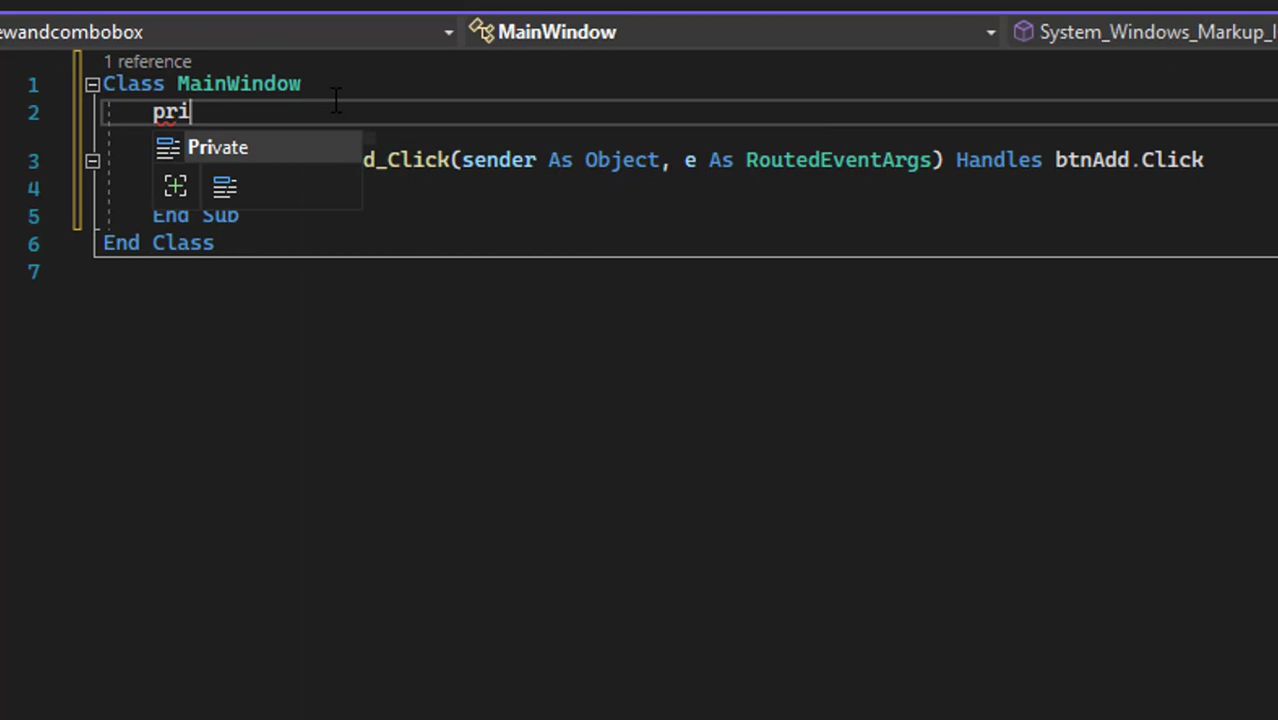 ewandcombobox MainWindow System_Windows_Markup_I
1 reference
1 Class MainWindow
2 pri
Private
3 d_Click(sender As Object, e As RoutedEventArgs) Handles btnAdd.Click
4
5 End Sub
6 End Class
7